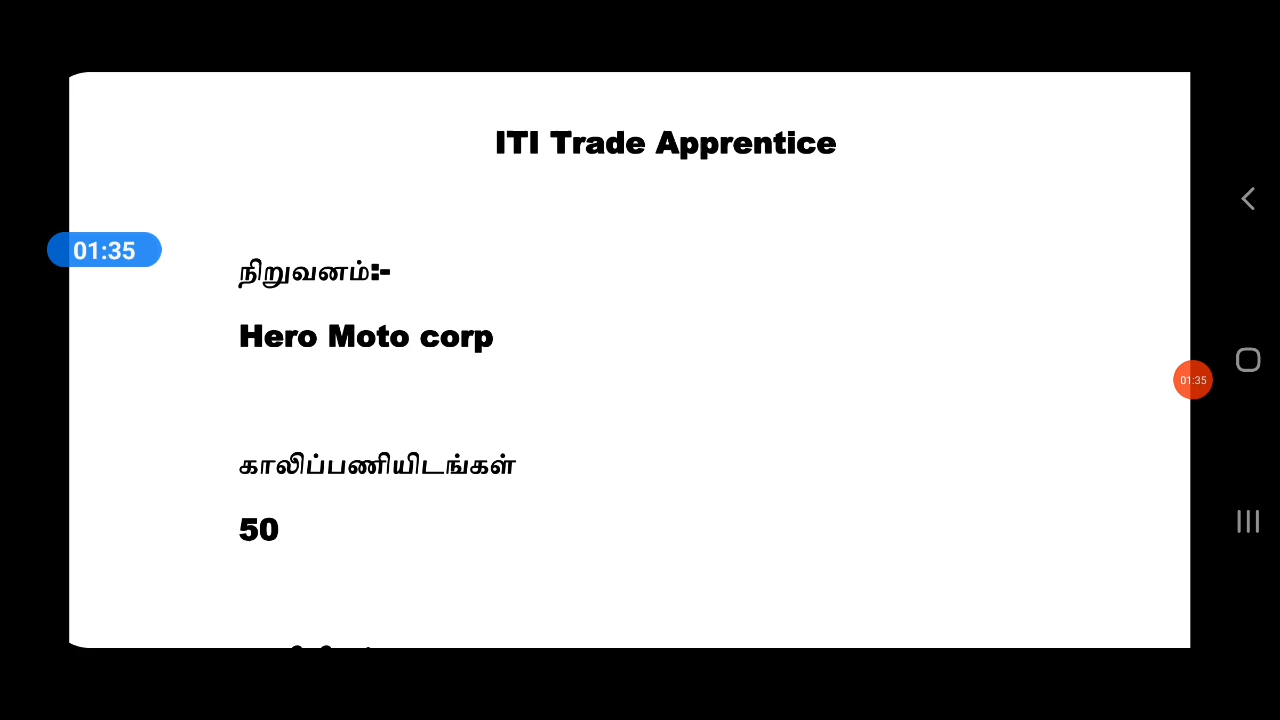 ITI Trade Apprentice
01:35
நிறுவனம்:-
Hero Moto corp
01:35
காலிப்பணியிடங்கள்
50